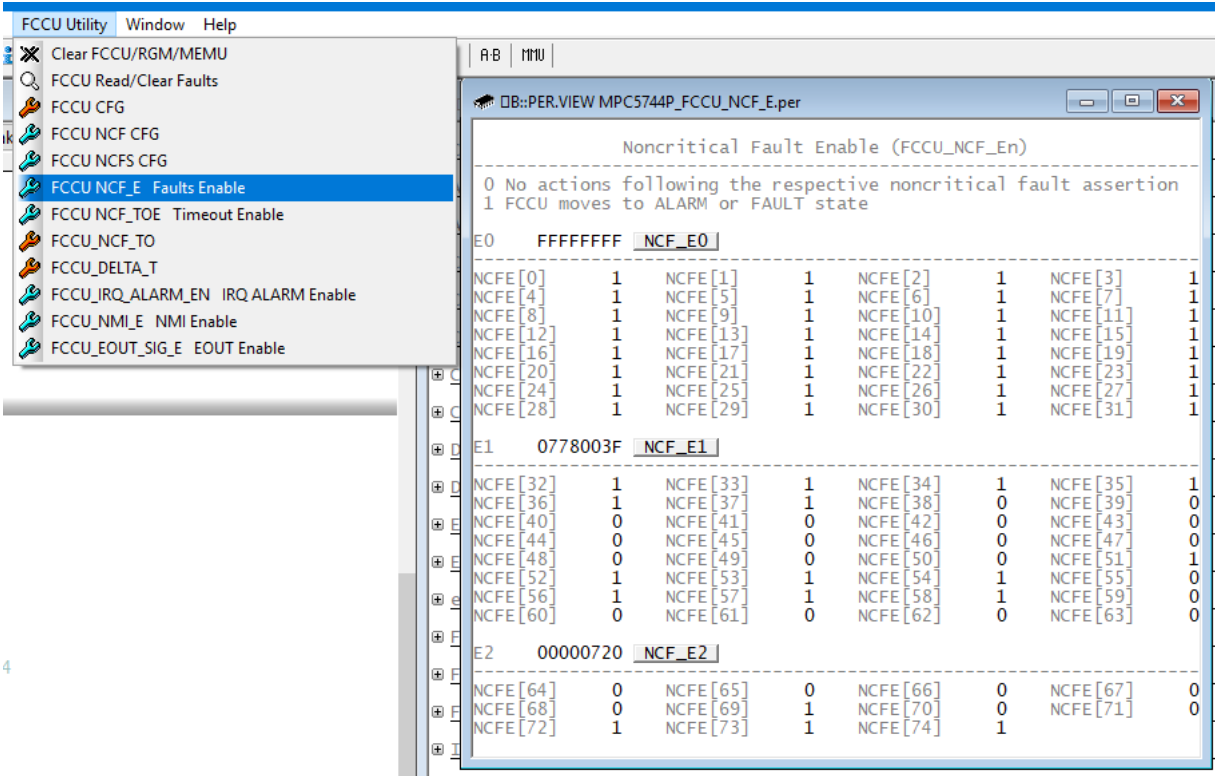 FCCU Utility Window Help
Clear FCCU/RGM/MEMU
FCCU Read/Clear Faults
FCCU CFG
FCCU NCF CFG
FCCU NCFS CFG
FCCU NCF_E Faults Enable
FCCU NCF_TOE Timeout Enable
FCCU_NCF_TO
FCCU_DELTA_T
FCCU_IRQ_ALARM_EN IRQ ALARM Enable
FCCU_NMI_E NMI Enable
FCCU_EOUT_SIG_E EOUT Enable
A·B MMU
B::PER.VIEW MPC5744P_FCCU_NCF_E.per
Noncritical Fault Enable (FCCU_NCF_En)
0 No actions following the respective noncritical fault assertion
1 FCCU moves to ALARM or FAULT state
E0 FFFFFFFF NCF_E0
NCFE[0] 1 NCFE[1] 1 NCFE[2] 1 NCFE[3] 1
NCFE[4] 1 NCFE[5] 1 NCFE[6] 1 NCFE[7] 1
NCFE[8] 1 NCFE[9] 1 NCFE[10] 1 NCFE[11] 1
NCFE[12] 1 NCFE[13] 1 NCFE[14] 1 NCFE[15] 1
NCFE[16] 1 NCFE[17] 1 NCFE[18] 1 NCFE[19] 1
NCFE[20] 1 NCFE[21] 1 NCFE[22] 1 NCFE[23] 1
NCFE[24] 1 NCFE[25] 1 NCFE[26] 1 NCFE[27] 1
NCFE[28] 1 NCFE[29] 1 NCFE[30] 1 NCFE[31] 1
E1 0778003F NCF_E1
NCFE[32] 1 NCFE[33] 1 NCFE[34] 1 NCFE[35] 1
NCFE[36] 1 NCFE[37] 1 NCFE[38] 0 NCFE[39] 0
NCFE[40] 0 NCFE[41] 0 NCFE[42] 0 NCFE[43] 0
NCFE[44] 0 NCFE[45] 0 NCFE[46] 0 NCFE[47] 0
NCFE[48] 0 NCFE[49] 0 NCFE[50] 0 NCFE[51] 1
NCFE[52] 1 NCFE[53] 1 NCFE[54] 1 NCFE[55] 0
NCFE[56] 1 NCFE[57] 1 NCFE[58] 1 NCFE[59] 0
NCFE[60] 0 NCFE[61] 0 NCFE[62] 0 NCFE[63] 0
E2 00000720 NCF_E2
NCFE[64] 0 NCFE[65] 0 NCFE[66] 0 NCFE[67] 0
NCFE[68] 0 NCFE[69] 1 NCFE[70] 0 NCFE[71] 0
NCFE[72] 1 NCFE[73] 1 NCFE[74] 1
4